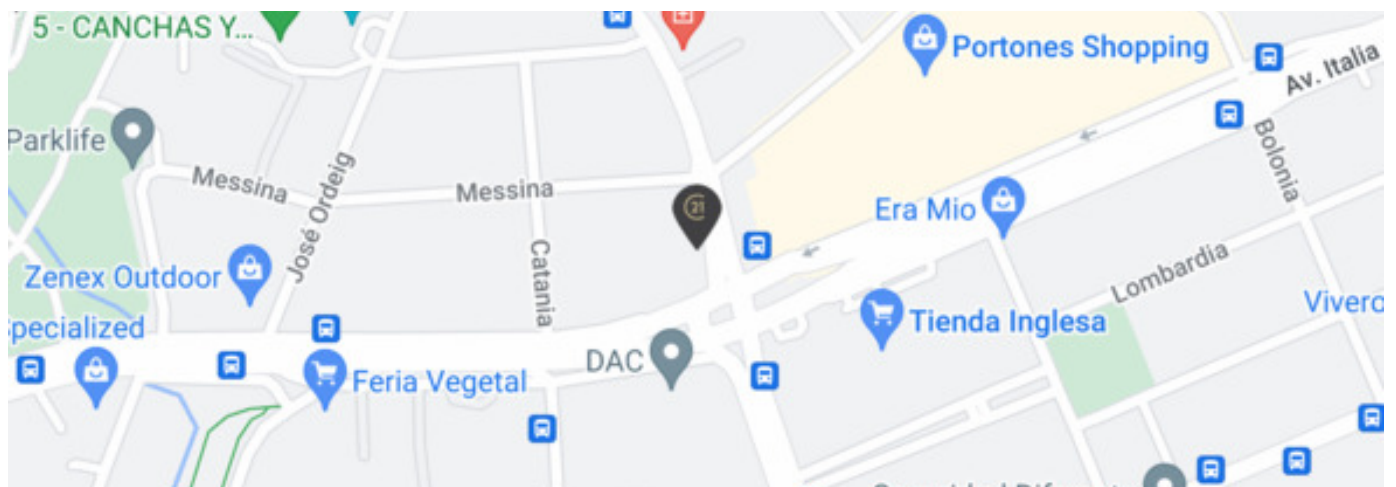 5 - CANCHAS Y...
Portones Shopping
Av. Italia
Parklife
Messina
José Ordeig
Messina
21
Bolonia
Era Mio
Zenex Outdoor
Catania
Lombardia
Specialized
Tienda Inglesa
Vivero
DAC
Feria Vegetal